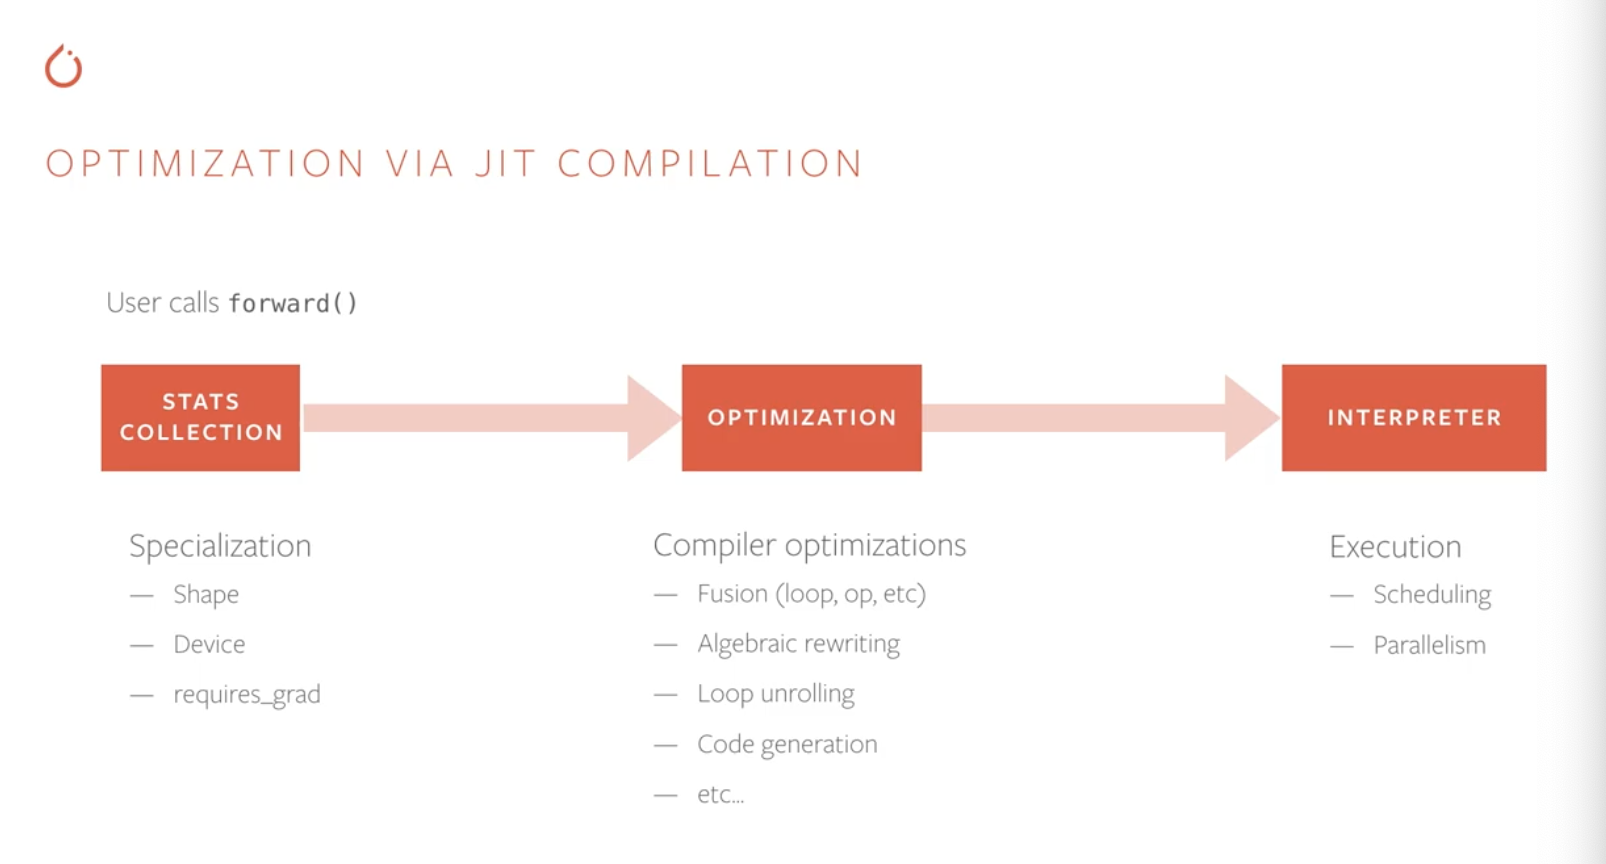 OPTIMIZATION VIA JIT COMPILATION
User calls forward()
STATS
COLLECTION
OPTIMIZATION
INTERPRETER
Specialization
— Shape
— Device
— requires_grad
Compiler optimizations
— Fusion (loop, op, etc)
— Algebraic rewriting
— Loop unrolling
— Code generation
— etc...
Execution
— Scheduling
— Parallelism